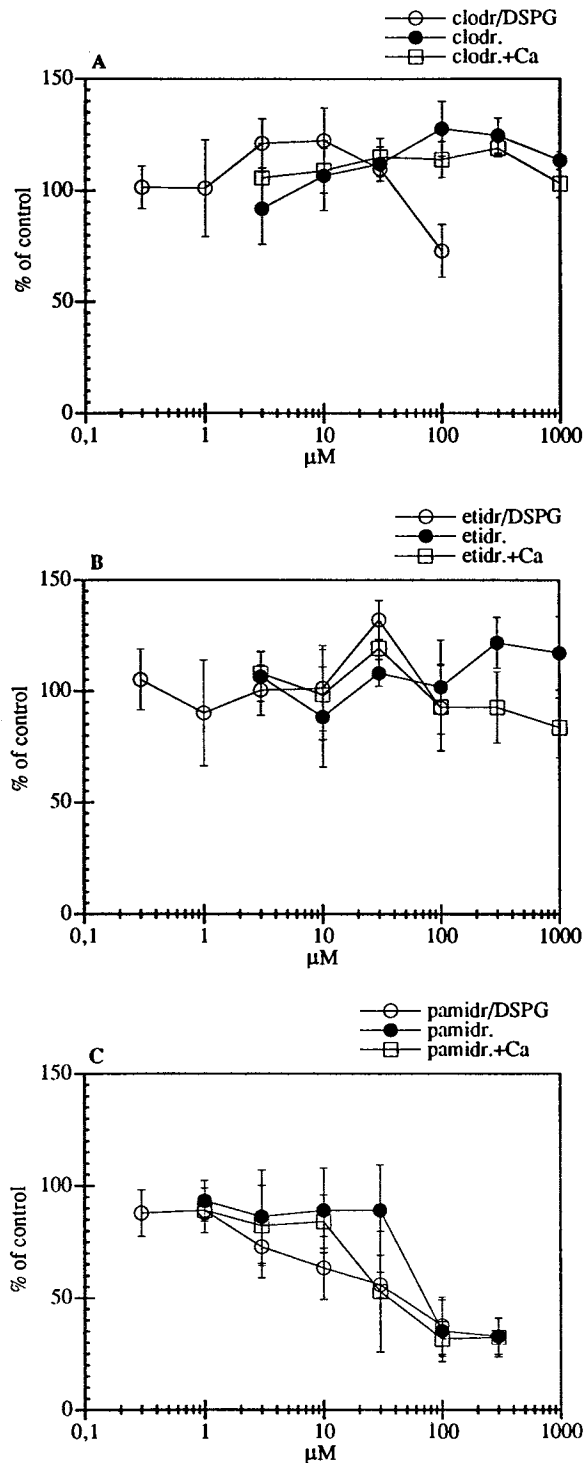 clodr/DSPG
clodr.
clodr.+Ca
A
150
100
50
0
% of control
0,1 1 10 100 1000
μM
etidr/DSPG
etidr.
etidr.+Ca
B
150
100
50
0
% of control
0,1 1 10 100 1000
μM
pamidr/DSPG
pamidr.
pamidr.+Ca
C
150
100
50
0
% of control
0,1 1 10 100 1000
μM